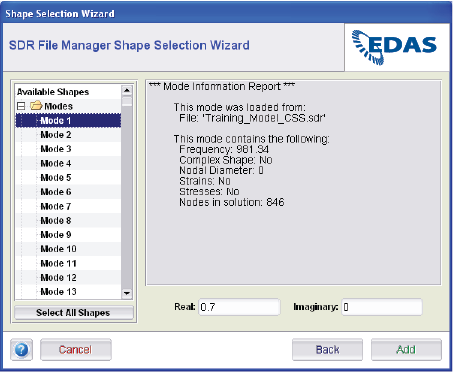 Shape Selection Wizard
SDR File Manager Shape Selection Wizard
EDAS
Available Shapes
Modes
Mode 1
Mode 2
Mode 3
Mode 4
Mode 5
Mode 6
Mode 7
Mode 8
Mode 9
Mode 10
Mode 11
Mode 12
Mode 13
Select All Shapes
*** Mode Information Report ***
This mode was loaded from:
File: 'Training_Model_CSS.sdr'
This mode contains the following:
Frequency: 981.94
Complex Shape: No
Nodal Diameter: 0
Strains: No
Stresses: No
Nodes in solution: 846
Real: 0.7
Imaginary: 0
?
Cancel
Back
Add